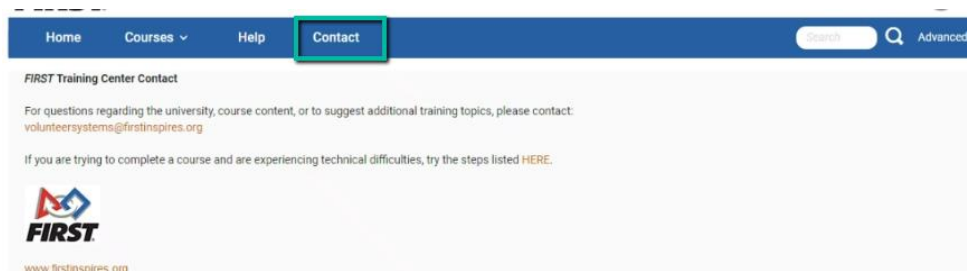 Home Courses Help Contact Search Advanced
FIRST Training Center Contact
For questions regarding the university, course content, or to suggest additional training topics, please contact:
volunteersystems@firstinspires.org
If you are trying to complete a course and are experiencing technical difficulties, try the steps listed HERE.
FIRST
www.firstinspires.org